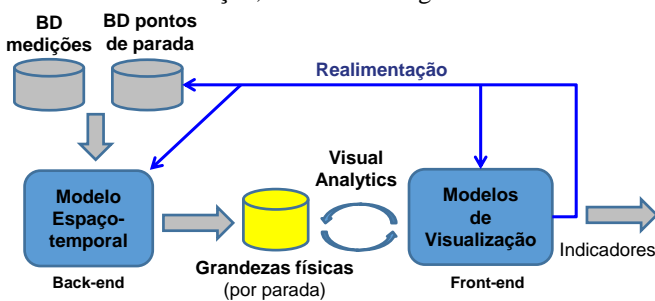 BD
medições
BD pontos
de parada
Realimentação
Visual
Analytics
Modelo
Espaço-
temporal
Modelos
de
Visualização
Indicadores
Grandezas físicas
(por parada)
Back-end
Front-end